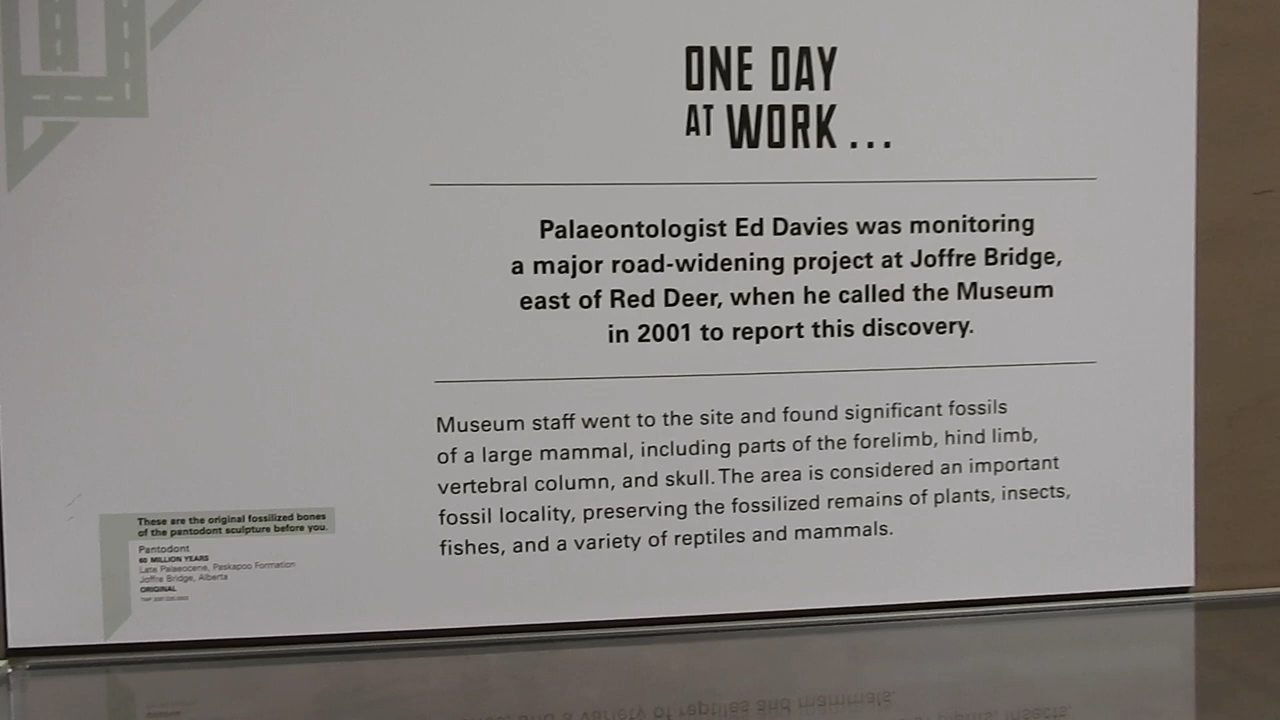 ONE DAY
AT WORK ...
Palaeontologist Ed Davies was monitoring
a major road-widening project at Joffre Bridge,
east of Red Deer, when he called the Museum
in 2001 to report this discovery.
Museum staff went to the site and found significant fossils
of a large mammal, including parts of the forelimb, hind limb,
vertebral column, and skull. The area is considered an important
fossil locality, preserving the fossilized remains of plants, insects,
fishes, and a variety of reptiles and mammals.
These are the original fossilized bones
of the pantodont sculpture before you.
Pantodont
60 MILLION YEARS
Late Palaeocene, Paskapoo Formation
Joffre Bridge, Alberta
ORIGINAL